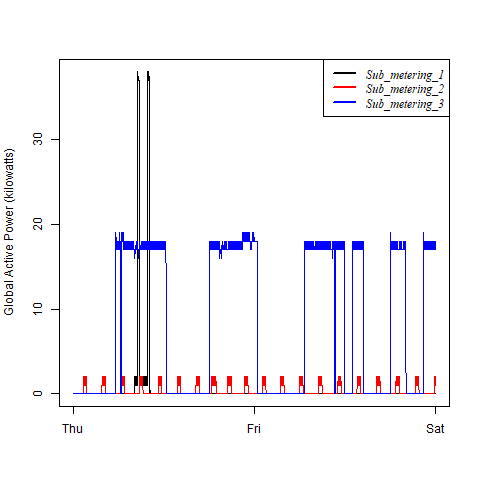 Sub_metering_1
Sub_metering_2
Sub_metering_3
Global Active Power (kilowatts)
30
20
10
0
Thu Fri Sat